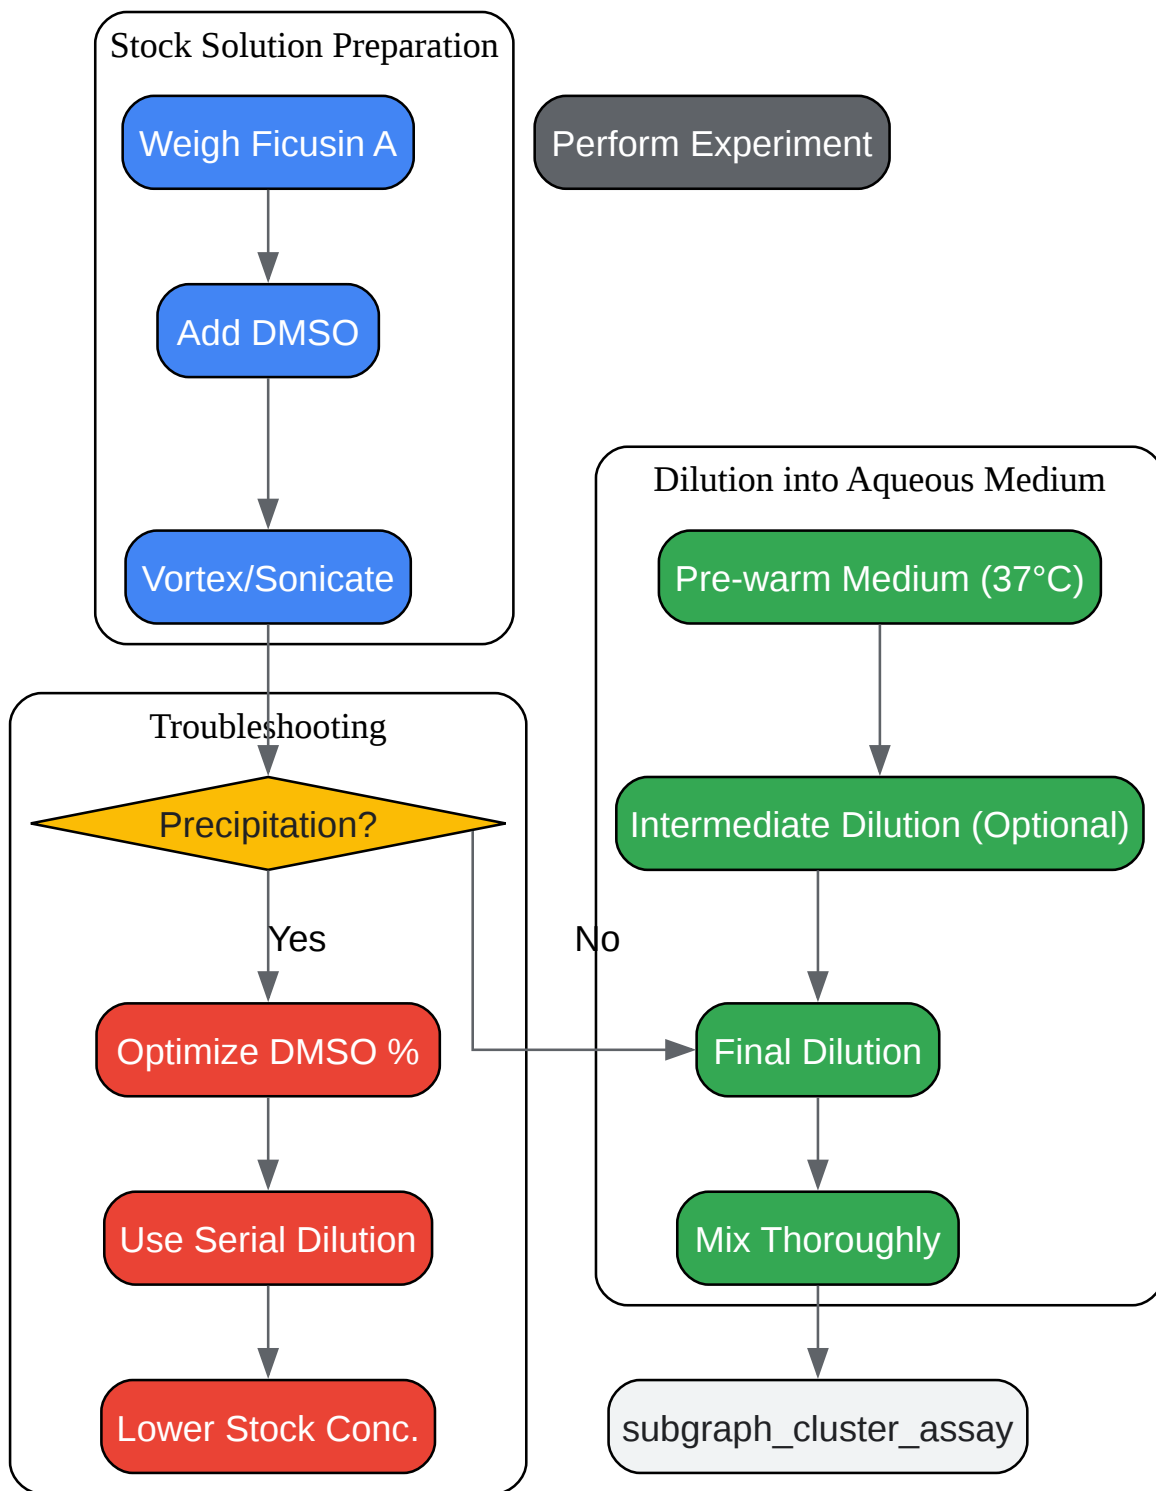 Stock Solution Preparation
Weigh Ficusin A
Perform Experiment
Add DMSO
Dilution into Aqueous Medium
Vortex/Sonicate
Pre-warm Medium (37°C)
Troubleshooting
Precipitation?
Intermediate Dilution (Optional)
Yes
No
Optimize DMSO %
Final Dilution
Use Serial Dilution
Mix Thoroughly
Lower Stock Conc.
subgraph_cluster_assay